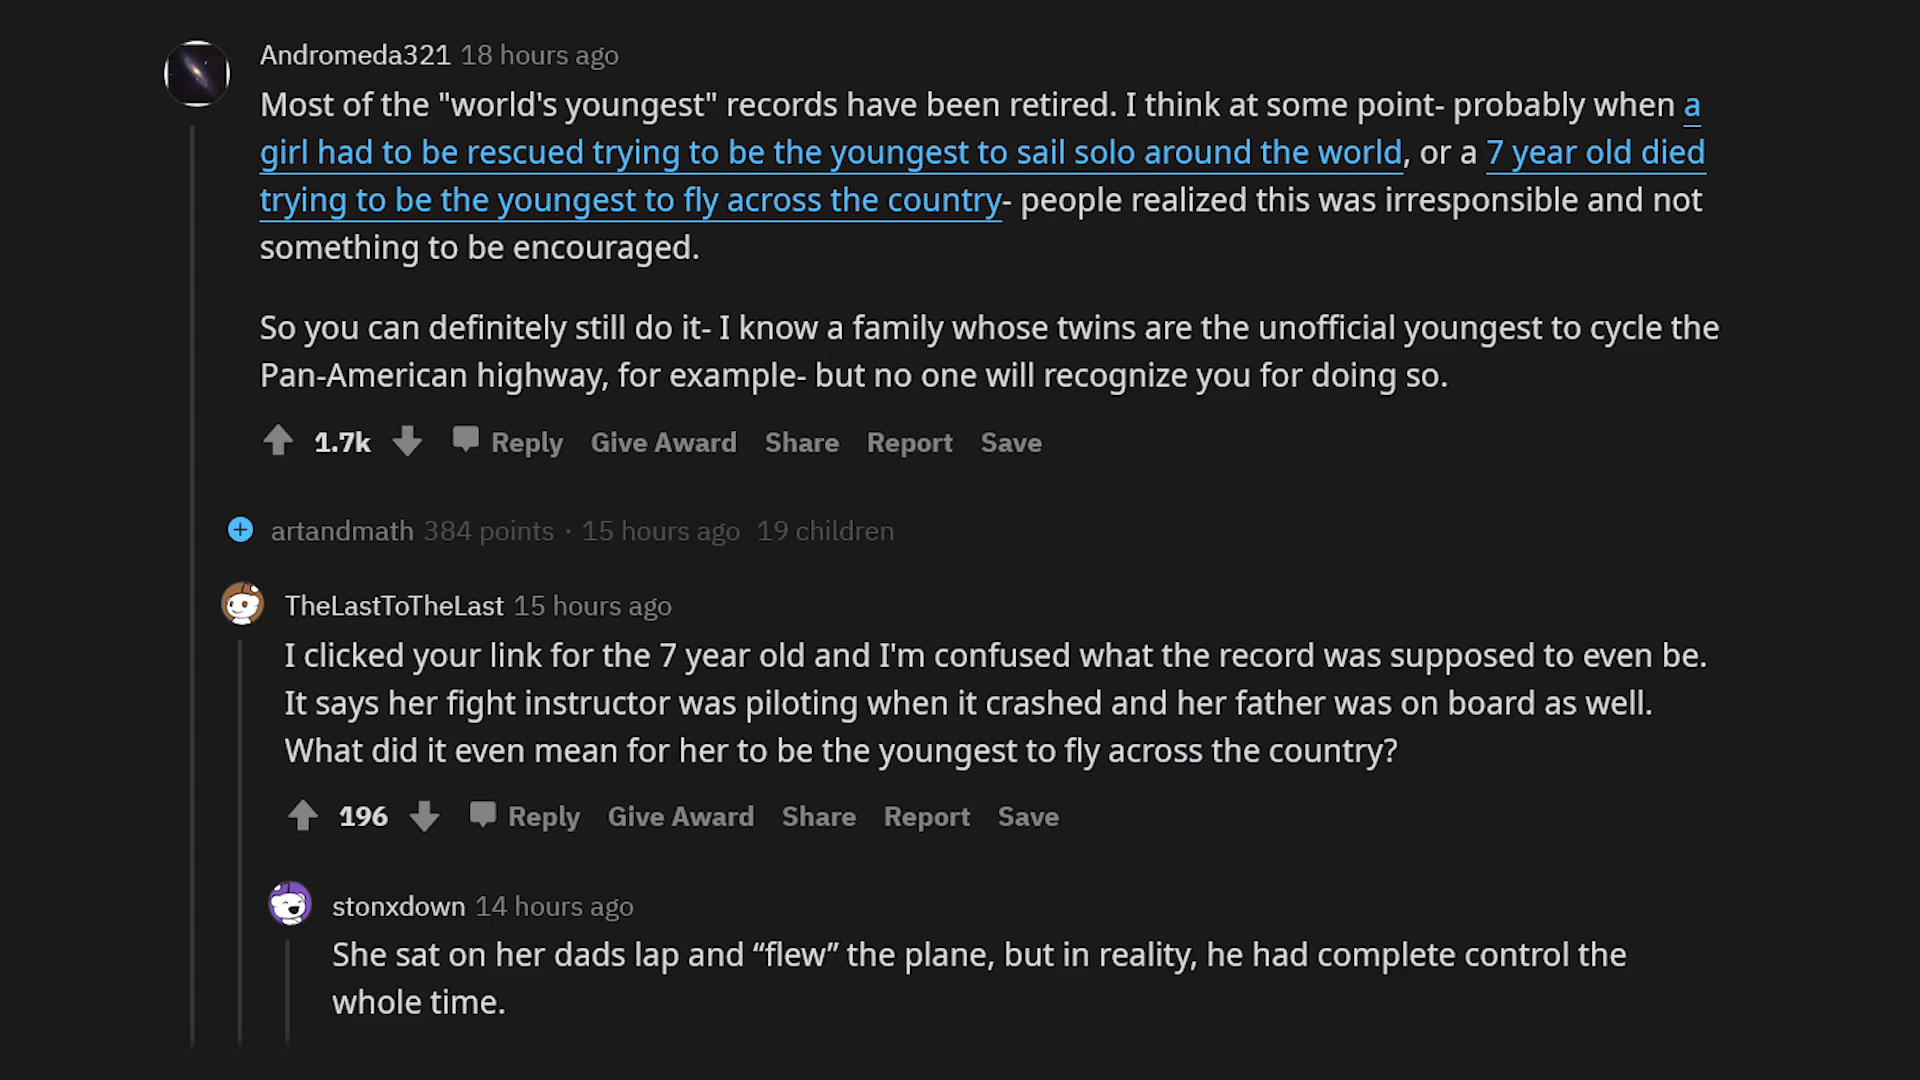 Andromeda321 18 hours ago
Most of the "world's youngest" records have been retired. I think at some point- probably when a
girl had to be rescued trying to be the youngest to sail solo around the world, or a 7 year old died
trying to be the youngest to fly across the country- people realized this was irresponsible and not
something to be encouraged.
So you can definitely still do it- I know a family whose twins are the unofficial youngest to cycle the
Pan-American highway, for example- but no one will recognize you for doing so.
1.7k Reply Give Award Share Report Save
artandmath 384 points · 15 hours ago 19 children
TheLastToTheLast 15 hours ago
I clicked your link for the 7 year old and I'm confused what the record was supposed to even be.
It says her fight instructor was piloting when it crashed and her father was on board as well.
What did it even mean for her to be the youngest to fly across the country?
196 Reply Give Award Share Report Save
stonxdown 14 hours ago
She sat on her dads lap and “flew” the plane, but in reality, he had complete control the
whole time.